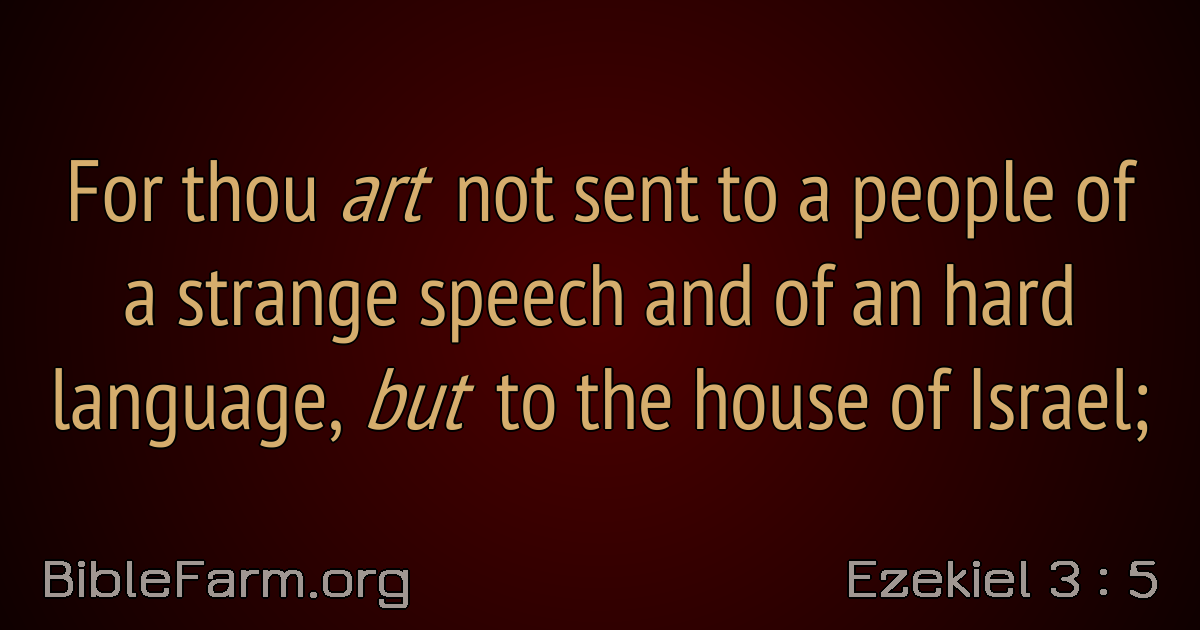 For thou art not sent to a people of
a strange speech and of an hard
language, but to the house of Israel;
BibleFarm.org
Ezekiel 3 : 5